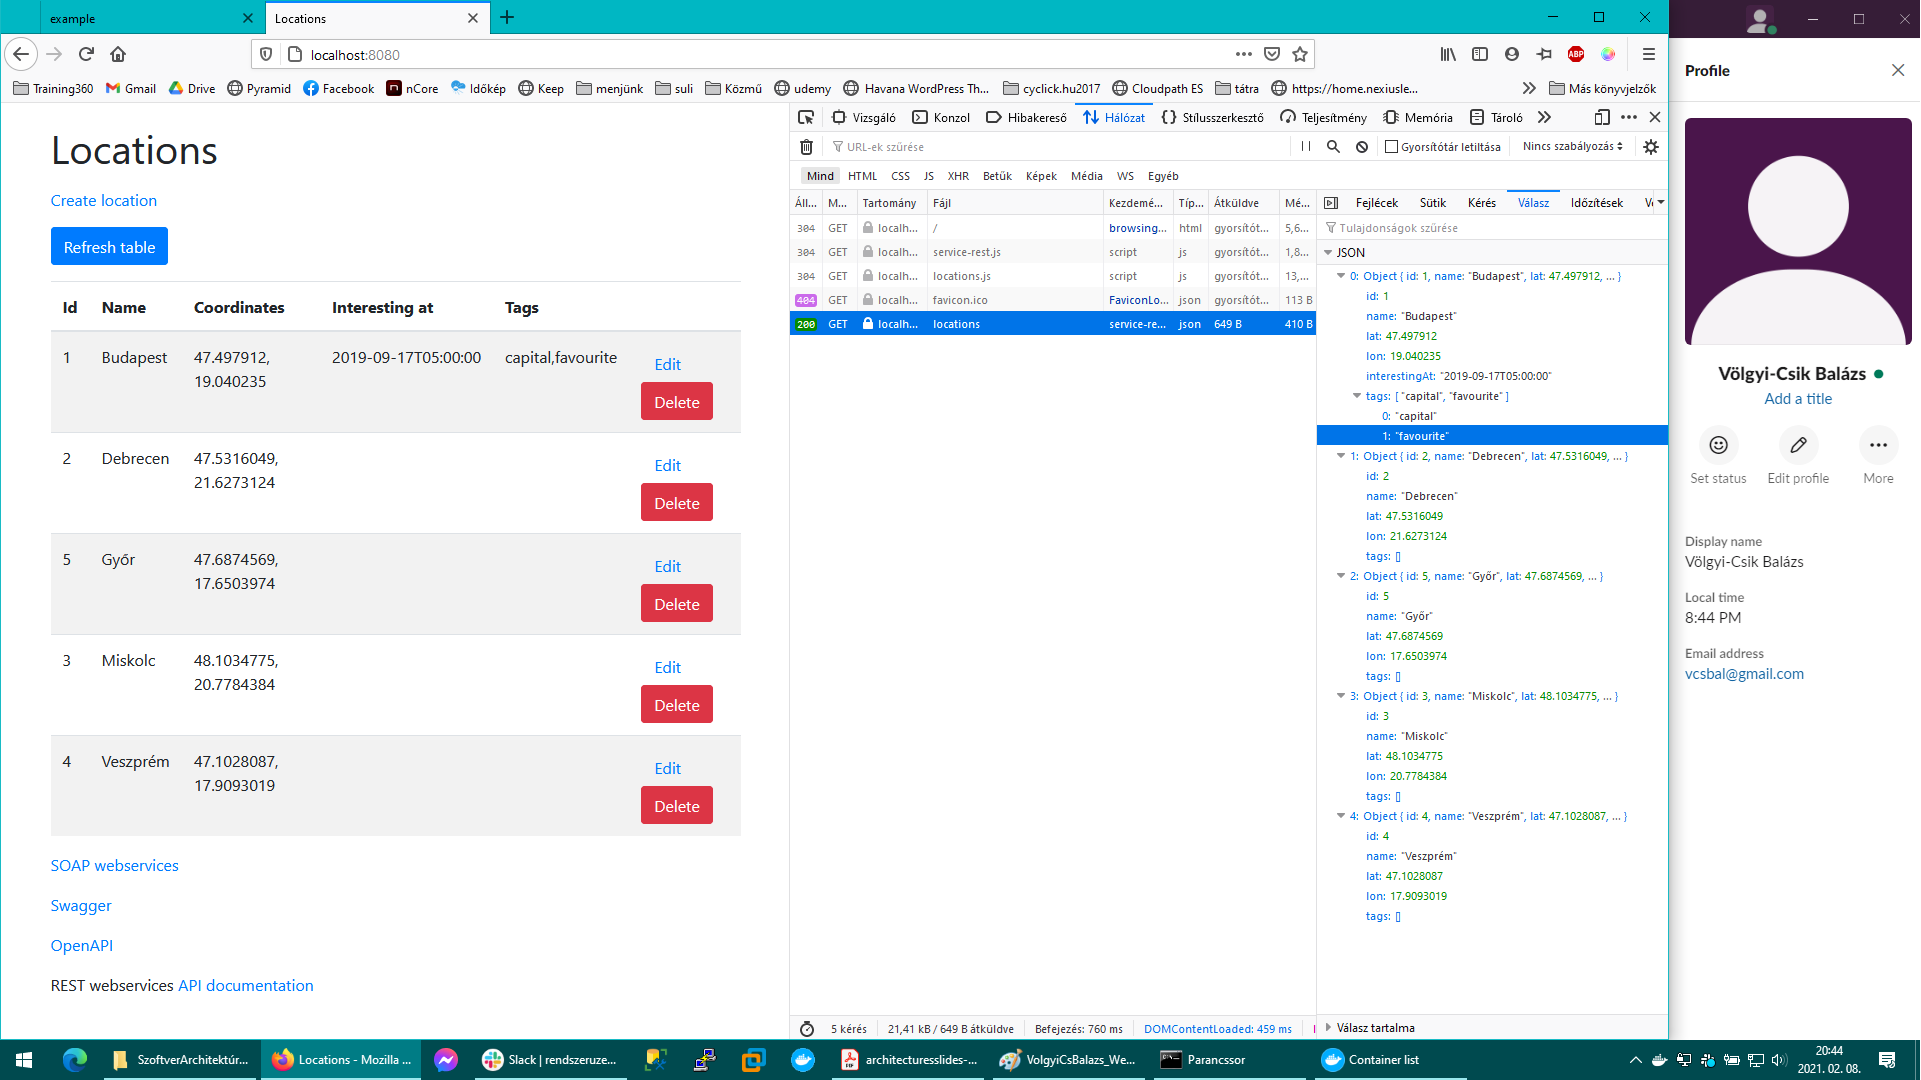 example
Locations
localhost:8080
Training360
Gmail
Drive
Pyramid
Facebook
nCore
Időkép
Keep
menjünk
suli
Közmű
udemy
Havana WordPress Th...
cyclick.hu2017
Cloudpath ES
tátra
https://home.nexiusle...
Más könyvjelzők
Locations
Create location
Refresh table
Id Name Coordinates Interesting at Tags
1 Budapest 47.497912, 2019-09-17T05:00:00 capital,favourite Edit
19.040235
Delete
2 Debrecen 47.5316049, Edit
21.6273124
Delete
5 Győr 47.6874569, Edit
17.6503974
Delete
3 Miskolc 48.1034775, Edit
20.7784384
Delete
4 Veszprém 47.1028087, Edit
17.9093019
Delete
SOAP webservices
Swagger
OpenAPI
REST webservices API documentation
Vizsgáló Konzol Hibakereső Hálózat Stílusszerkesztő Teljesítmény Memória Tároló
URL-ek szűrése
Gyorsítótár letiltása
Nincs szabályozás
Mind HTML CSS JS XHR Betűk Képek Média WS Egyéb
Áll... M... Tartomány Fájl Kezdemé... Típ... Átküldve Mé...
304 GET localh... / browsing... html gyorsítót... 5,6...
304 GET localh... service-rest.js script js gyorsítót... 1,8...
304 GET localh... locations.js script js gyorsítót... 13,...
404 GET localh... favicon.ico FaviconLo... json gyorsítót... 113 B
200 GET localh... locations service-re... json 649 B 410 B
5 kérés
21,41 kB / 649 B átküldve
Befejezés: 760 ms
DOMContentLoaded: 459 ms
Fejlécek Sütik Kérés Válasz Időzítések
Tulajdonságok szűrése
JSON
0: Object { id: 1, name: "Budapest", lat: 47.497912, ... }
id: 1
name: "Budapest"
lat: 47.497912
lon: 19.040235
interestingAt: "2019-09-17T05:00:00"
tags: [ "capital", "favourite" ]
0: "capital"
1: "favourite"
1: Object { id: 2, name: "Debrecen", lat: 47.5316049, ... }
id: 2
name: "Debrecen"
lat: 47.5316049
lon: 21.6273124
tags: []
2: Object { id: 5, name: "Győr", lat: 47.6874569, ... }
id: 5
name: "Győr"
lat: 47.6874569
lon: 17.6503974
tags: []
3: Object { id: 3, name: "Miskolc", lat: 48.1034775, ... }
id: 3
name: "Miskolc"
lat: 48.1034775
lon: 20.7784384
tags: []
4: Object { id: 4, name: "Veszprém", lat: 47.1028087, ... }
id: 4
name: "Veszprém"
lat: 47.1028087
lon: 17.9093019
tags: []
Válasz tartalma
Profile
Völgyi-Csik Balázs
Add a title
Set status
Edit profile
More
Display name
Völgyi-Csik Balázs
Local time
8:44 PM
Email address
vcsbal@gmail.com
SzoftverArchitektúr...
Locations - Mozilla ...
Slack | rendszeruze...
architecturesslides-...
VolgyiCsBalazs_We...
Parancssor
Container list
20:44
2021. 02. 08.